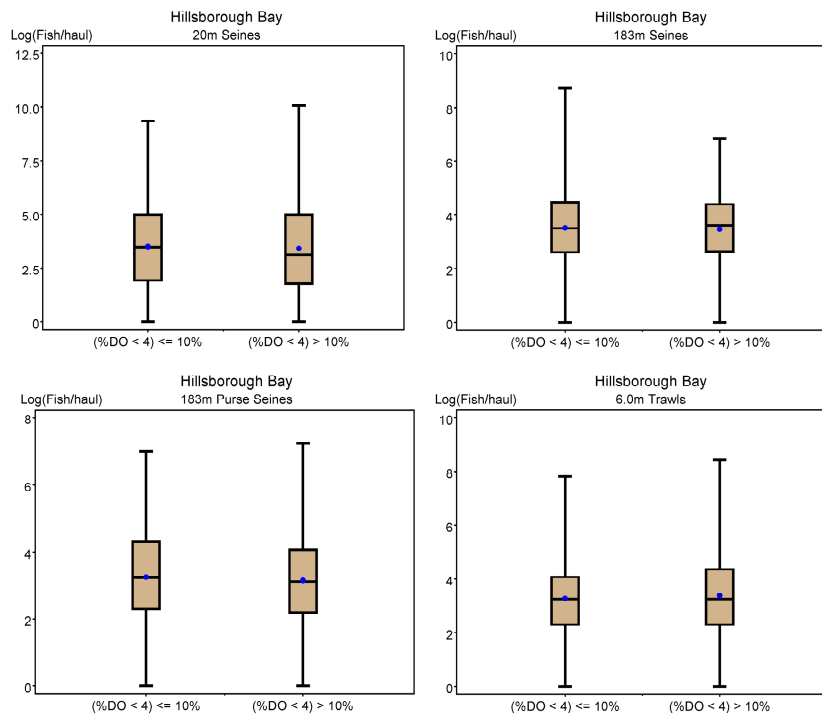 Hillsborough Bay
Log(Fish/haul)
20m Seines
12.5
10.0
7.5
5.0
2.5
0
(%DO < 4) <= 10%
(%DO < 4) > 10%
Hillsborough Bay
Log(Fish/haul)
183m Seines
10
8
6
4
2
0
(%DO < 4) <= 10%
(%DO < 4) > 10%
Hillsborough Bay
Log(Fish/haul)
183m Purse Seines
8
6
4
2
0
(%DO < 4) <= 10%
(%DO < 4) > 10%
Hillsborough Bay
Log(Fish/haul)
6.0m Trawls
10
8
6
4
2
0
(%DO < 4) <= 10%
(%DO < 4) > 10%